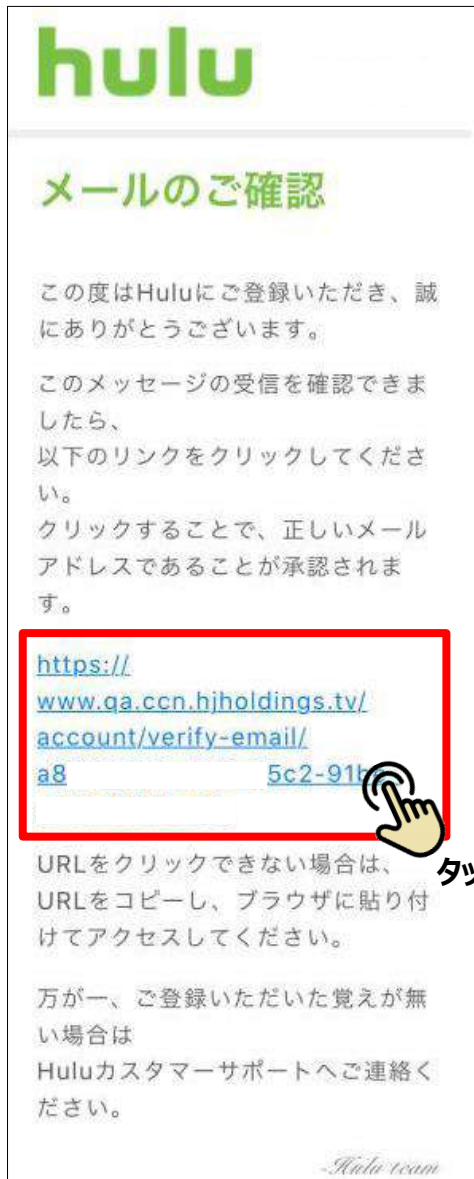 hulu
メールのご確認
この度はHuluにご登録いただき、誠
にありがとうございます。
このメッセージの受信を確認できま
したら、
以下のリンクをクリックしてくださ
い。
クリックすることで、正しいメール
アドレスであることが承認されま
す。
https://
www.qa.ccn.hjholdings.tv/
account/verify-email/
a8 5c2-91b
URLをクリックできない場合は、
タッ
URLをコピーし、ブラウザに貼り付
けてアクセスしてください。
万が一、ご登録いただいた覚えが無
い場合は
Huluカスタマーサポートへご連絡く
ださい。
-Hulu team